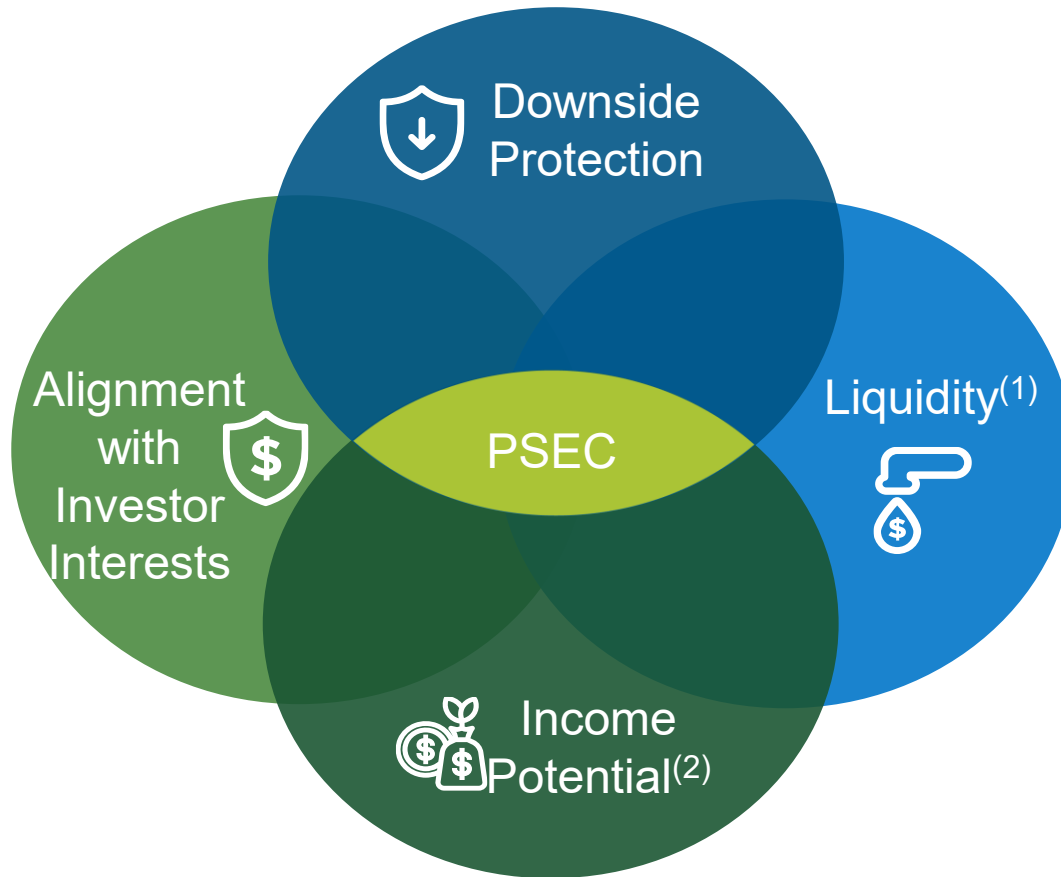 Downside
Protection
Alignment
with
Investor
Interests
Liquidity(1)
PSEC
Income
Potential(2)